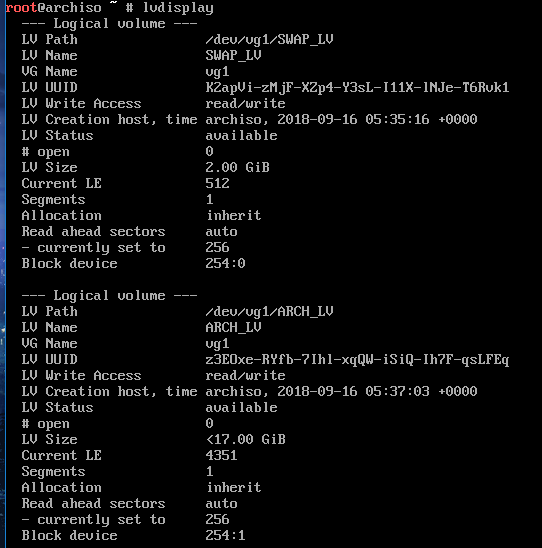 root@archiso ~ # lvdisplay
--- Logical volume ---
LV Path /dev/vg1/SWAP_LV
LV Name SWAP_LV
VG Name vg1
LV UUID K2apVi-zMjF-XZp4-Y3sL-I11X-lNJe-T6Rvk1
LV Write Access read/write
LV Creation host, time archiso, 2018-09-16 05:35:16 +0000
LV Status available
# open 0
LV Size 2.00 GiB
Current LE 512
Segments 1
Allocation inherit
Read ahead sectors auto
- currently set to 256
Block device 254:0
--- Logical volume ---
LV Path /dev/vg1/ARCH_LV
LV Name ARCH_LV
VG Name vg1
LV UUID z3EOxe-RYfb-7Ihl-xqQW-iSiQ-Ih7F-qsLFEq
LV Write Access read/write
LV Creation host, time archiso, 2018-09-16 05:37:03 +0000
LV Status available
# open 0
LV Size <17.00 GiB
Current LE 4351
Segments 1
Allocation inherit
Read ahead sectors auto
- currently set to 256
Block device 254:1